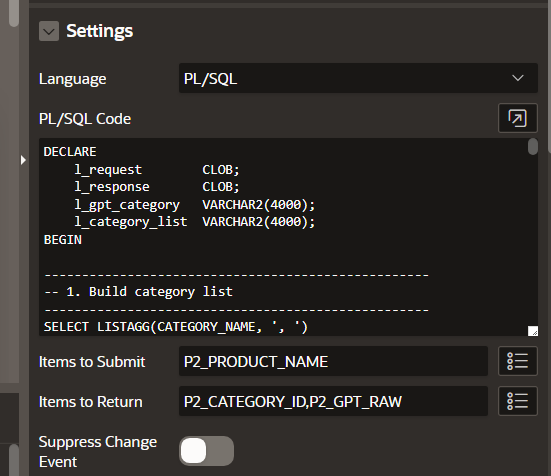 Settings
Language PL/SQL
PL/SQL Code
DECLARE
    l_request        CLOB;
    l_response       CLOB;
    l_gpt_category   VARCHAR2(4000);
    l_category_list  VARCHAR2(4000);
BEGIN
---------------------------------------------------
-- 1. Build category list
---------------------------------------------------
SELECT LISTAGG(CATEGORY_NAME, ', ')
Items to Submit P2_PRODUCT_NAME
Items to Return P2_CATEGORY_ID,P2_GPT_RAW
Suppress Change
Event